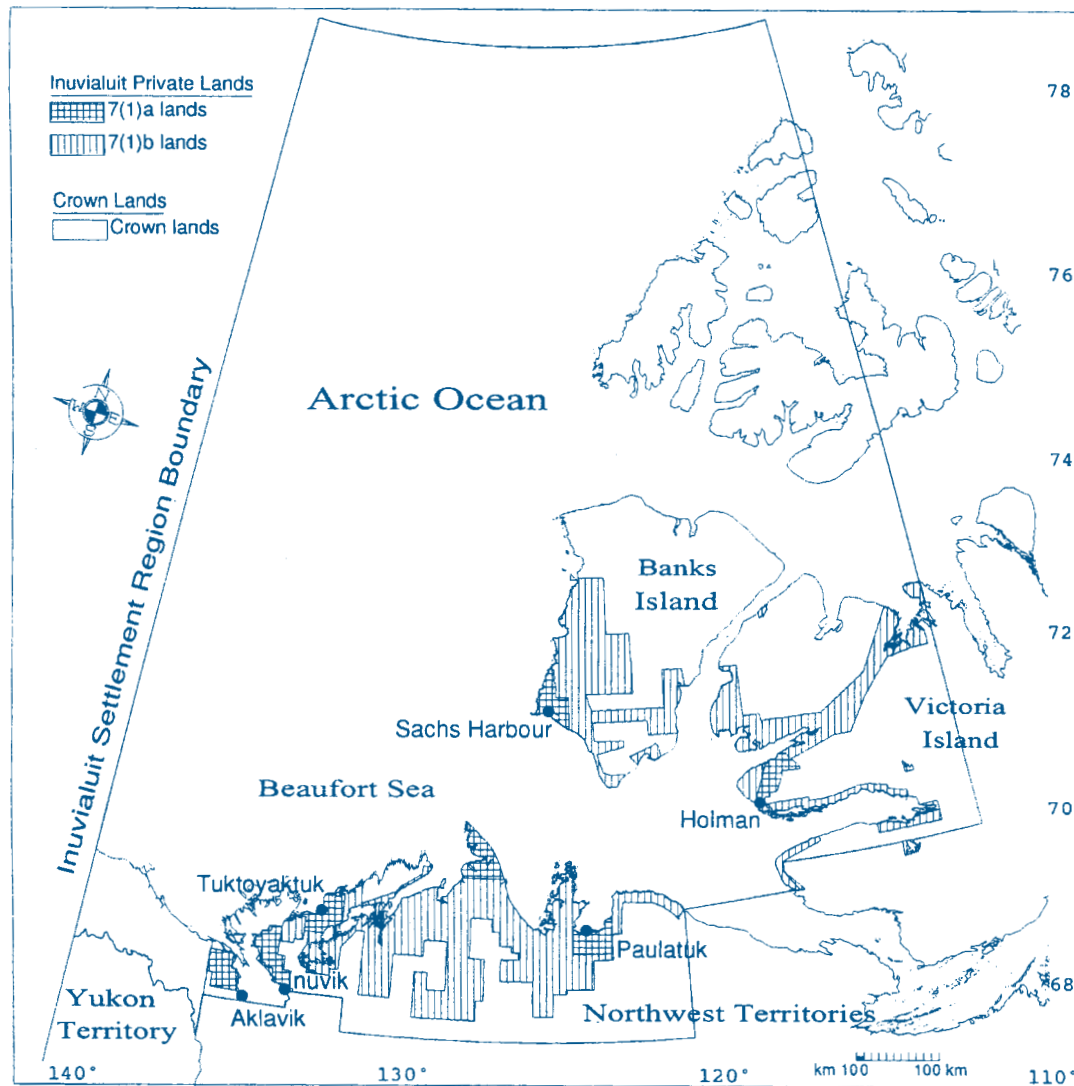 Inuvialuit Private Lands
7(1)a lands
7(1)b lands
Crown Lands
Crown lands
78
76
74
72
70
68
N
E
S
W
Arctic Ocean
Inuvialuit Settlement Region Boundary
Banks
Island
Sachs Harbour
Victoria
Island
Beaufort Sea
Holman
Tuktoyaktuk
Paulatuk
inuvik
Aklavik
Yukon
Territory
Northwest Territories
km 100 100 km
140° 130° 120° 110°